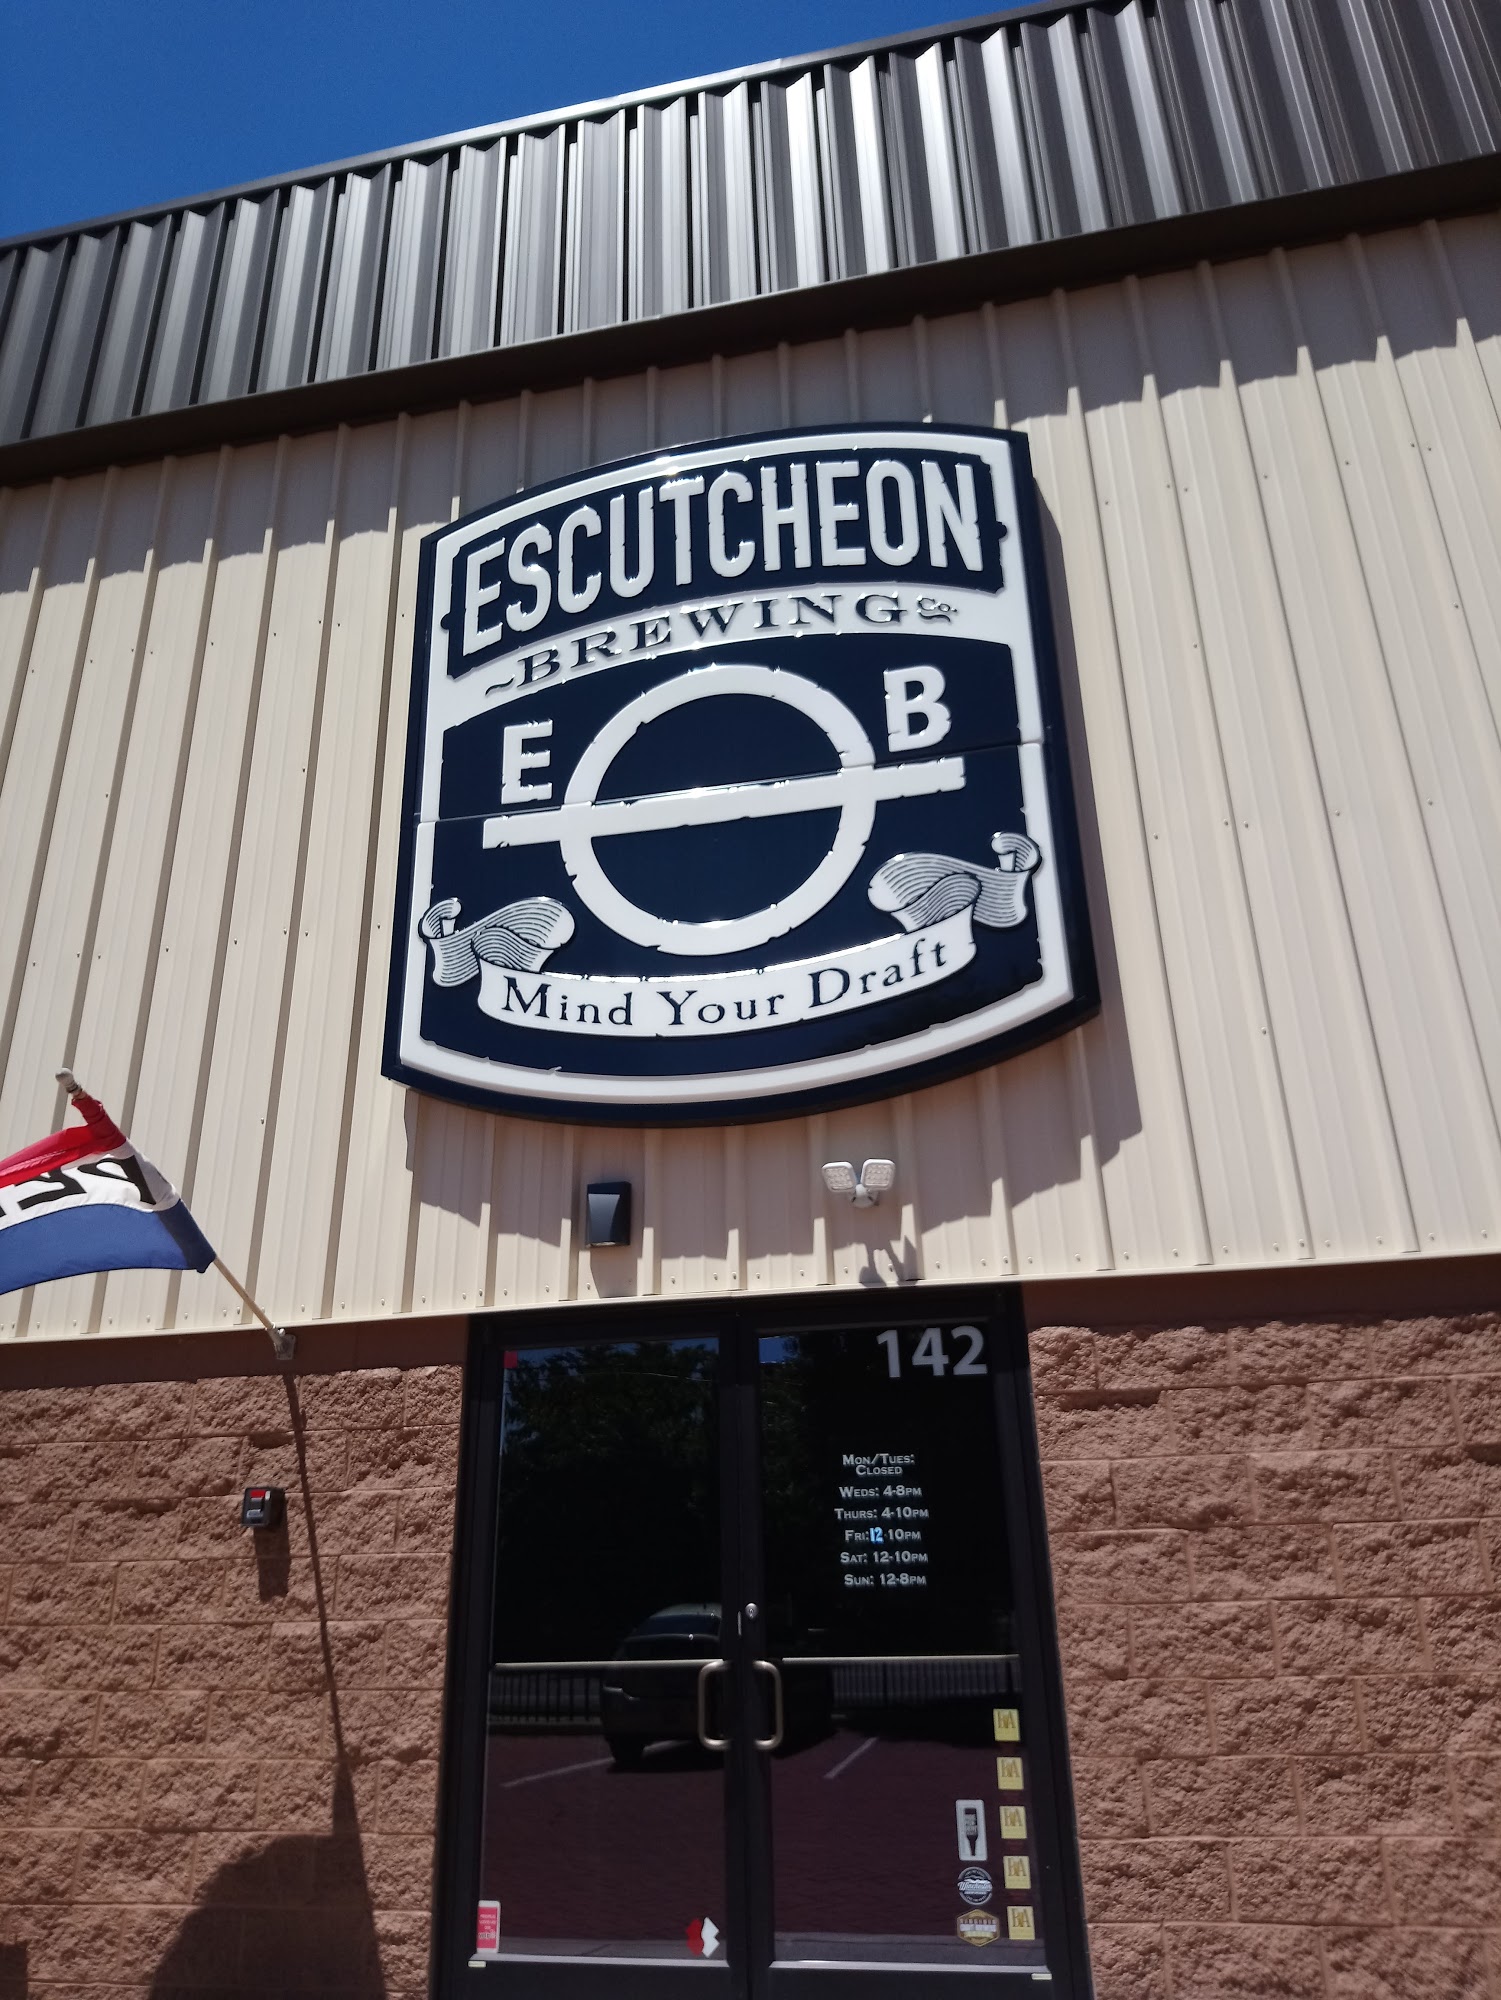 ESCUTCHEON
~BREWING Co.
E B
Mind Your Draft
142
MON/TUES:
CLOSED
WEDS: 4-8PM
THURS: 4-10PM
FRI:12-10PM
SAT: 12-10PM
SUN: 12-8PM
Winchester